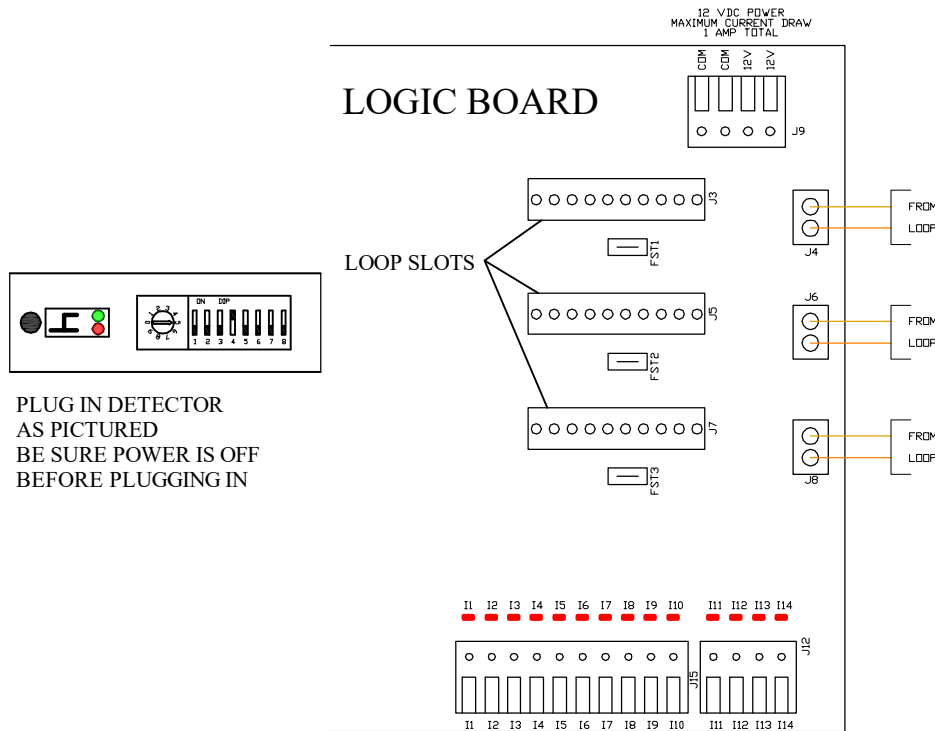 12 VDC POWER
MAXIMUM CURRENT DRAW
1 AMP TOTAL
COM COM 12V 12V
LOGIC BOARD
J9
J3
FROM
LOOP
J4
FST1
LOOP SLOTS
ON DIP
1 2 3 4 5 6 7 8
J6
J5
FROM
LOOP
FST2
PLUG IN DETECTOR
AS PICTURED
BE SURE POWER IS OFF
BEFORE PLUGGING IN
J7
FROM
LOOP
J8
FST3
I1 I2 I3 I4 I5 I6 I7 I8 I9 I10 I11 I12 I13 I14
J15
J12
I1 I2 I3 I4 I5 I6 I7 I8 I9 I10 I11 I12 I13 I14